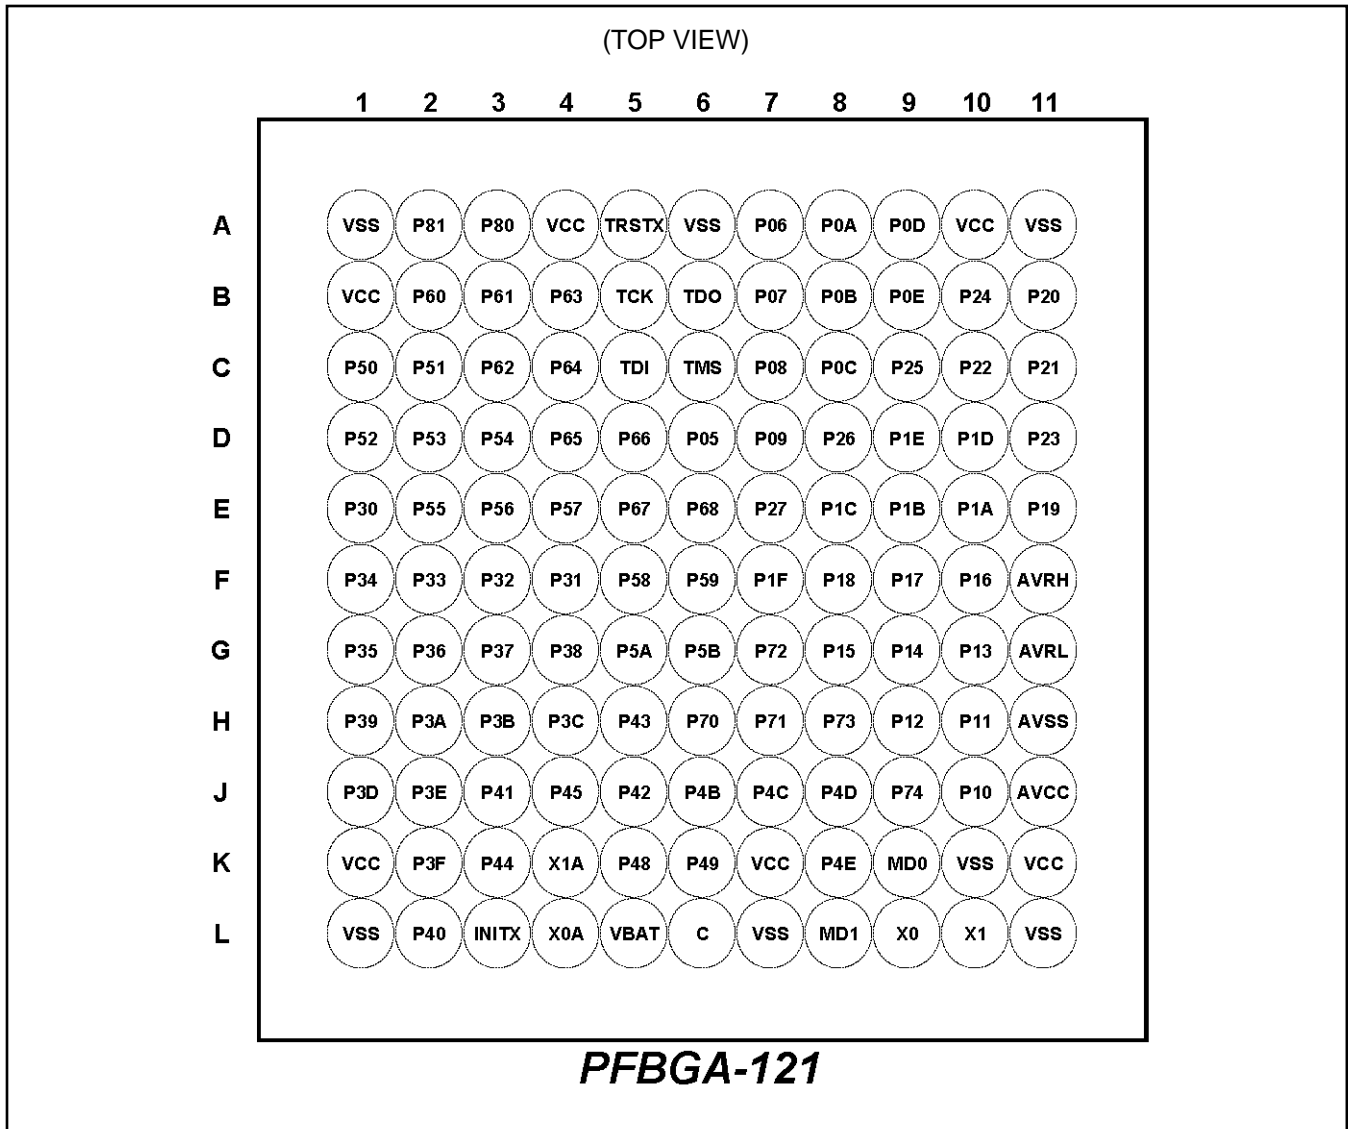 (TOP VIEW)
1 2 3 4 5 6 7 8 9 10 11
A VSS P81 P80 VCC TRSTX VSS P06 P0A P0D VCC VSS
B VCC P60 P61 P63 TCK TDO P07 P0B P0E P24 P20
C P50 P51 P62 P64 TDI TMS P08 P0C P25 P22 P21
D P52 P53 P54 P65 P66 P05 P09 P26 P1E P1D P23
E P30 P55 P56 P57 P67 P68 P27 P1C P1B P1A P19
F P34 P33 P32 P31 P58 P59 P1F P18 P17 P16 AVRH
G P35 P36 P37 P38 P5A P5B P72 P15 P14 P13 AVRL
H P39 P3A P3B P3C P43 P70 P71 P73 P12 P11 AVSS
J P3D P3E P41 P45 P42 P4B P4C P4D P74 P10 AVCC
K VCC P3F P44 X1A P48 P49 VCC P4E MD0 VSS VCC
L VSS P40 INITX X0A VBAT C VSS MD1 X0 X1 VSS
PFBGA-121